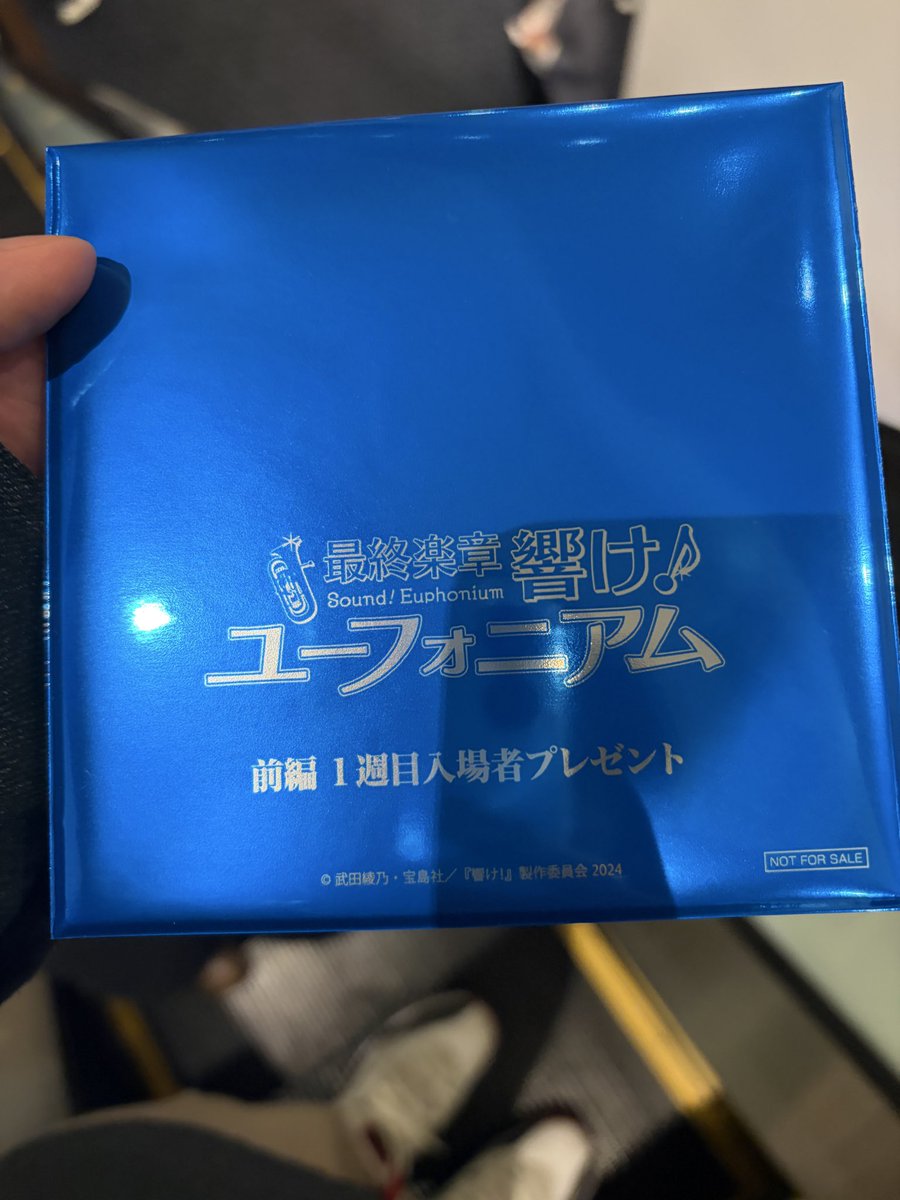 最終楽章 響け!
Sound! Euphonium
ユーフォニアム
前編 1週目入場者プレゼント
NOT FOR SALE
© 武田綾乃・宝島社/『響け!』製作委員会 2024